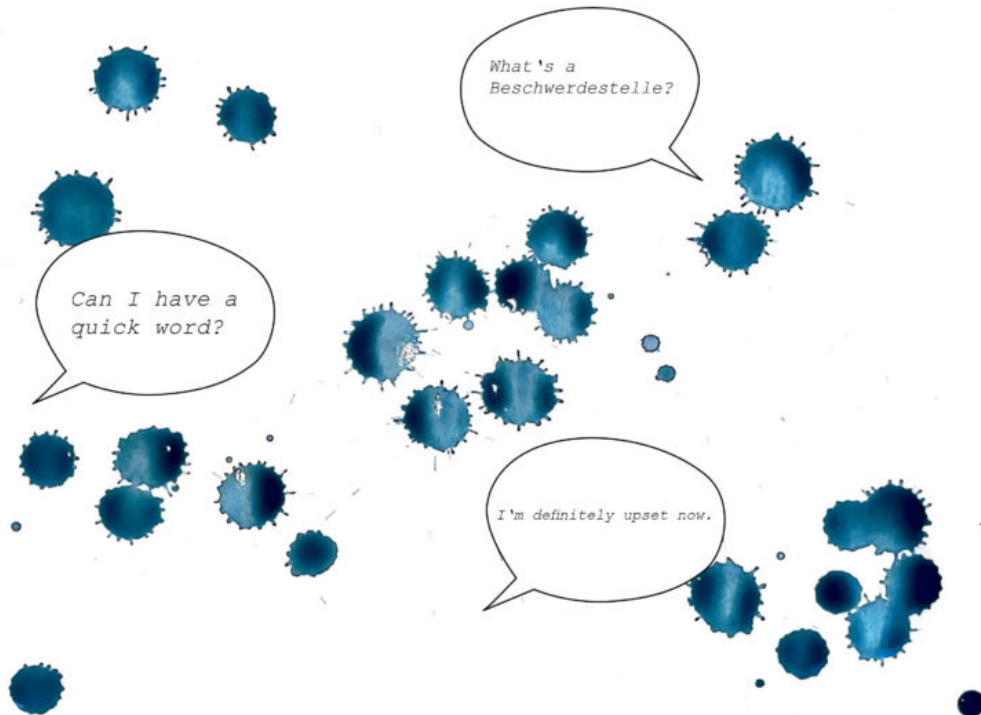 What's a
Beschwerdestelle?
Can I have a
quick word?
I'm definitely upset now.